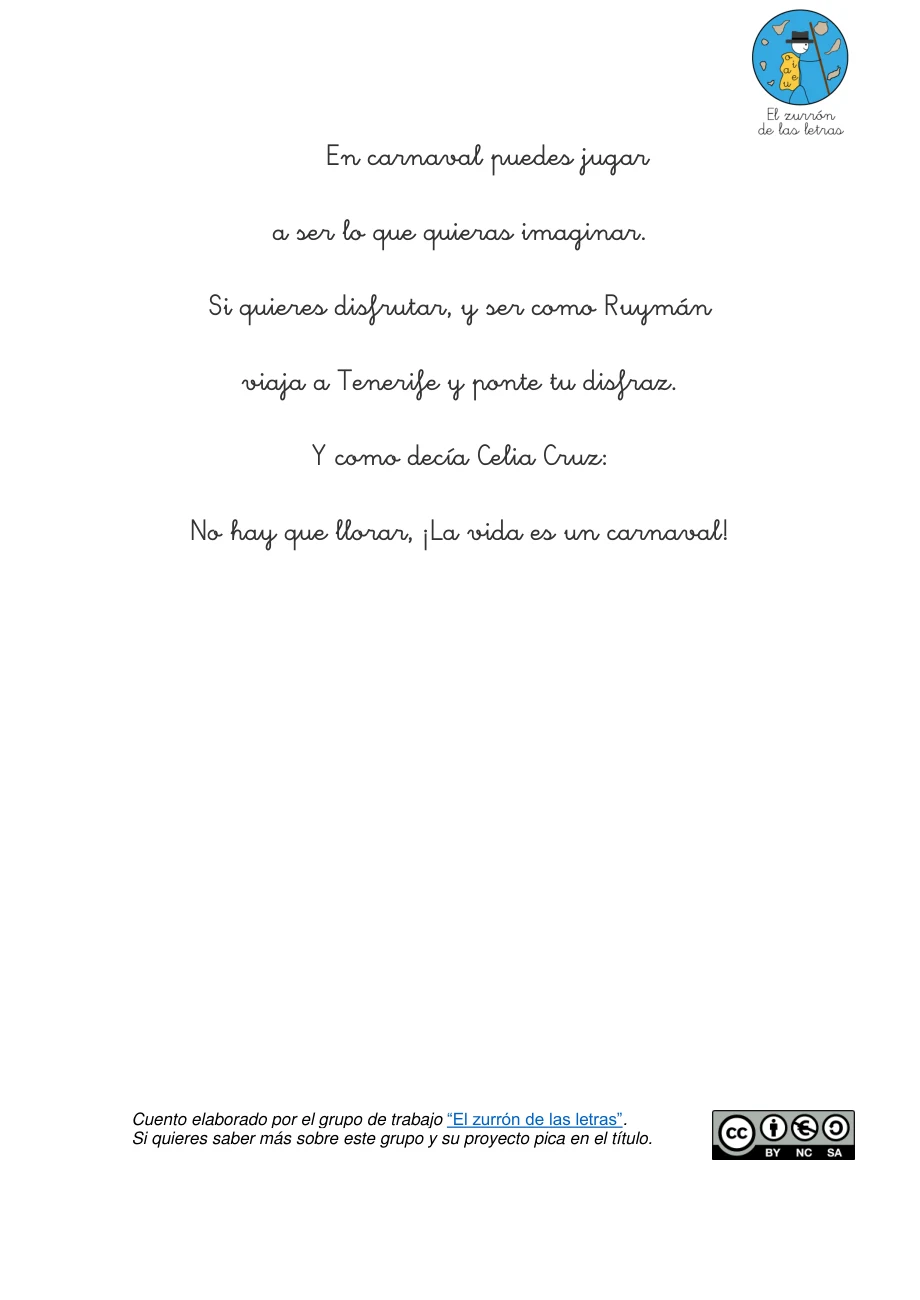 El zurrón
de las letras
En carnaval puedes jugar
a ser lo que quieras imaginar.
Si quieres disfrutar, y ser como Ruymán
viaja a Tenerife y ponte tu disfraz.
Y como decía Celia Cruz:
No hay que llorar, ¡La vida es un carnaval!
Cuento elaborado por el grupo de trabajo “El zurrón de las letras”.
Si quieres saber más sobre este grupo y su proyecto pica en el título.
cc
BY NC SA